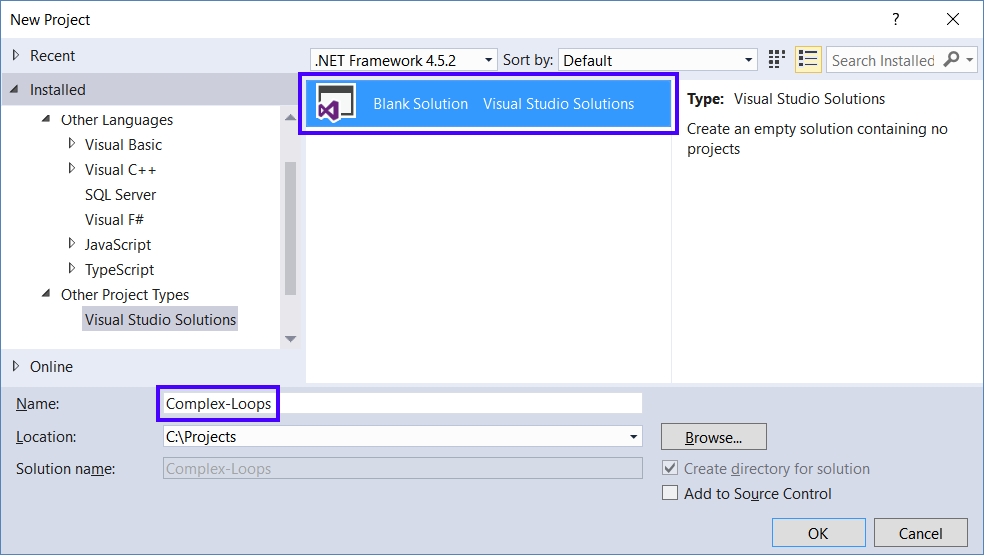 New Project
?
Recent
.NET Framework 4.5.2 Sort by: Default Search Installed
Installed
Other Languages
Visual Basic
Visual C++
SQL Server
Visual F#
JavaScript
TypeScript
Other Project Types
Visual Studio Solutions
Online
Blank Solution Visual Studio Solutions
Type: Visual Studio Solutions
Create an empty solution containing no
projects
Name: Complex-Loops
Location: C:\Projects Browse...
Solution name: Complex-Loops Create directory for solution
Add to Source Control
OK Cancel